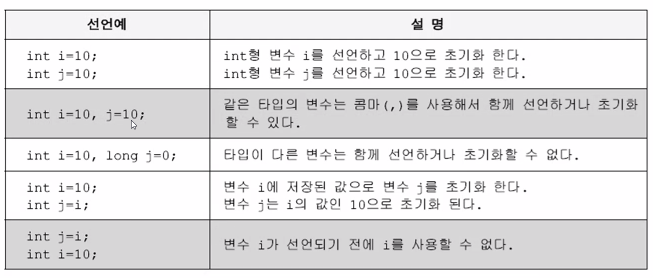 선언예 설 명
int i=10; int형 변수 i를 선언하고 10으로 초기화 한다.
int j=10; int형 변수 j를 선언하고 10으로 초기화 한다.
int i=10, j=10; 같은 타입의 변수는 콤마(,)를 사용해서 함께 선언하거나 초기화
할 수 있다.
int i=10, long j=0; 타입이 다른 변수는 함께 선언하거나 초기화할 수 없다.
int i=10; 변수 i에 저장된 값으로 변수 j를 초기화 한다.
int j=i; 변수 j는 i의 값인 10으로 초기화 된다.
int j=i; 변수 i가 선언되기 전에 i를 사용할 수 없다.
int i=10;